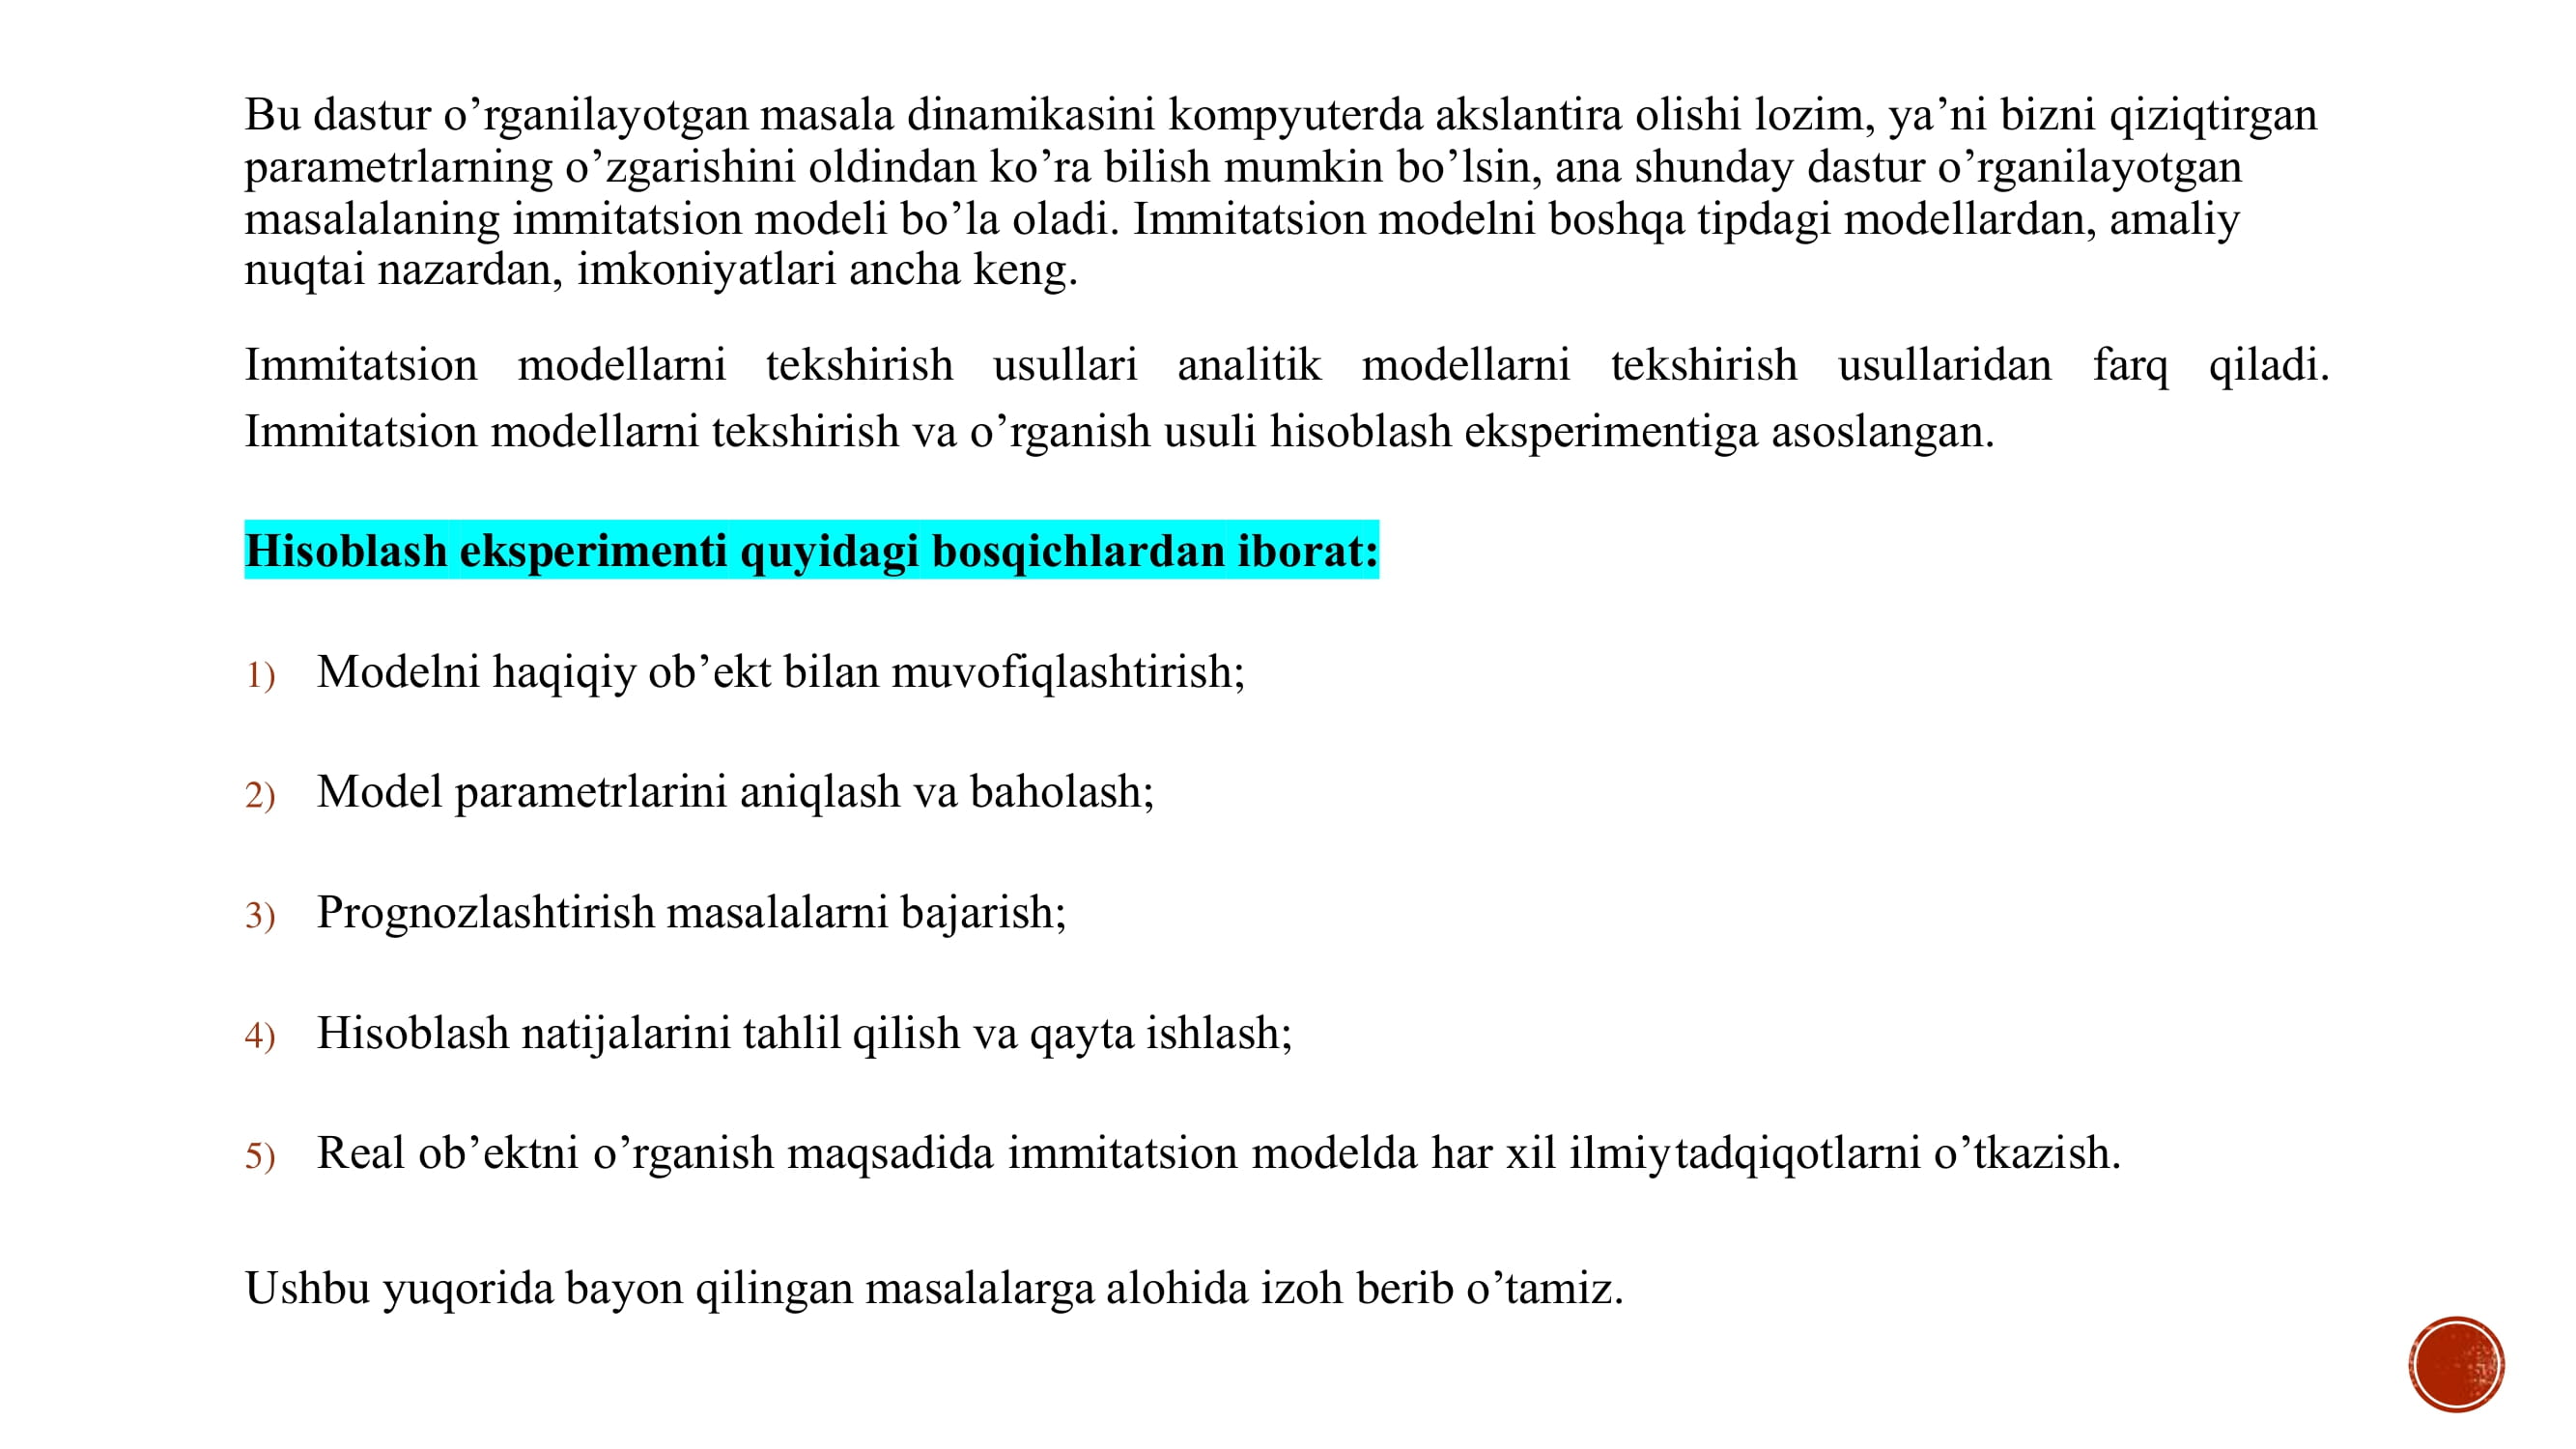 Bu dastur o’rganilayotgan masala dinamikasini kompyuterda akslantira olishi lozim, ya’ni bizni qiziqtirgan
parametrlarning o’zgarishini oldindan ko’ra bilish mumkin bo’lsin, ana shunday dastur o’rganilayotgan
masalalaning immitatsion modeli bo’la oladi. Immitatsion modelni boshqa tipdagi modellardan, amaliy
nuqtai nazardan, imkoniyatlari ancha keng.
Immitatsion modellarni tekshirish usullari analitik modellarni tekshirish usullaridan farq qiladi.
Immitatsion modellarni tekshirish va o’rganish usuli hisoblash eksperimentiga asoslangan.
Hisoblash eksperimenti quyidagi bosqichlardan iborat:
1) Modelni haqiqiy ob’ekt bilan muvofiqlashtirish;
2) Model parametrlarini aniqlash va baholash;
3) Prognozlashtirish masalalarni bajarish;
4) Hisoblash natijalarini tahlil qilish va qayta ishlash;
5) Real ob’ektni o’rganish maqsadida immitatsion modelda har xil ilmiytadqiqotlarni o’tkazish.
Ushbu yuqorida bayon qilingan masalalarga alohida izoh berib o’tamiz.